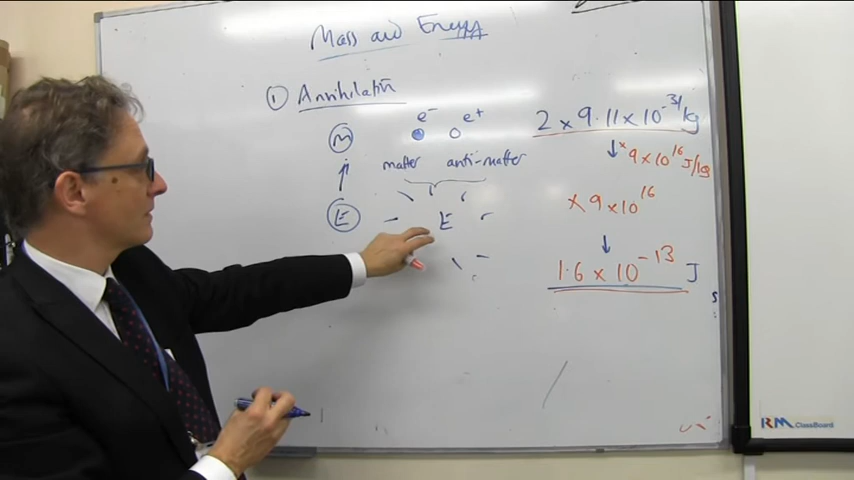 Mass and Energy
① Annihilation
M e⁻ e⁺
matter anti-matter
E E
2 × 9.11 × 10⁻³¹ kg
↓ × 9 × 10¹⁶ J/kg
× 9 × 10¹⁶
↓
1.6 × 10⁻¹³ J
RM ClassBoard